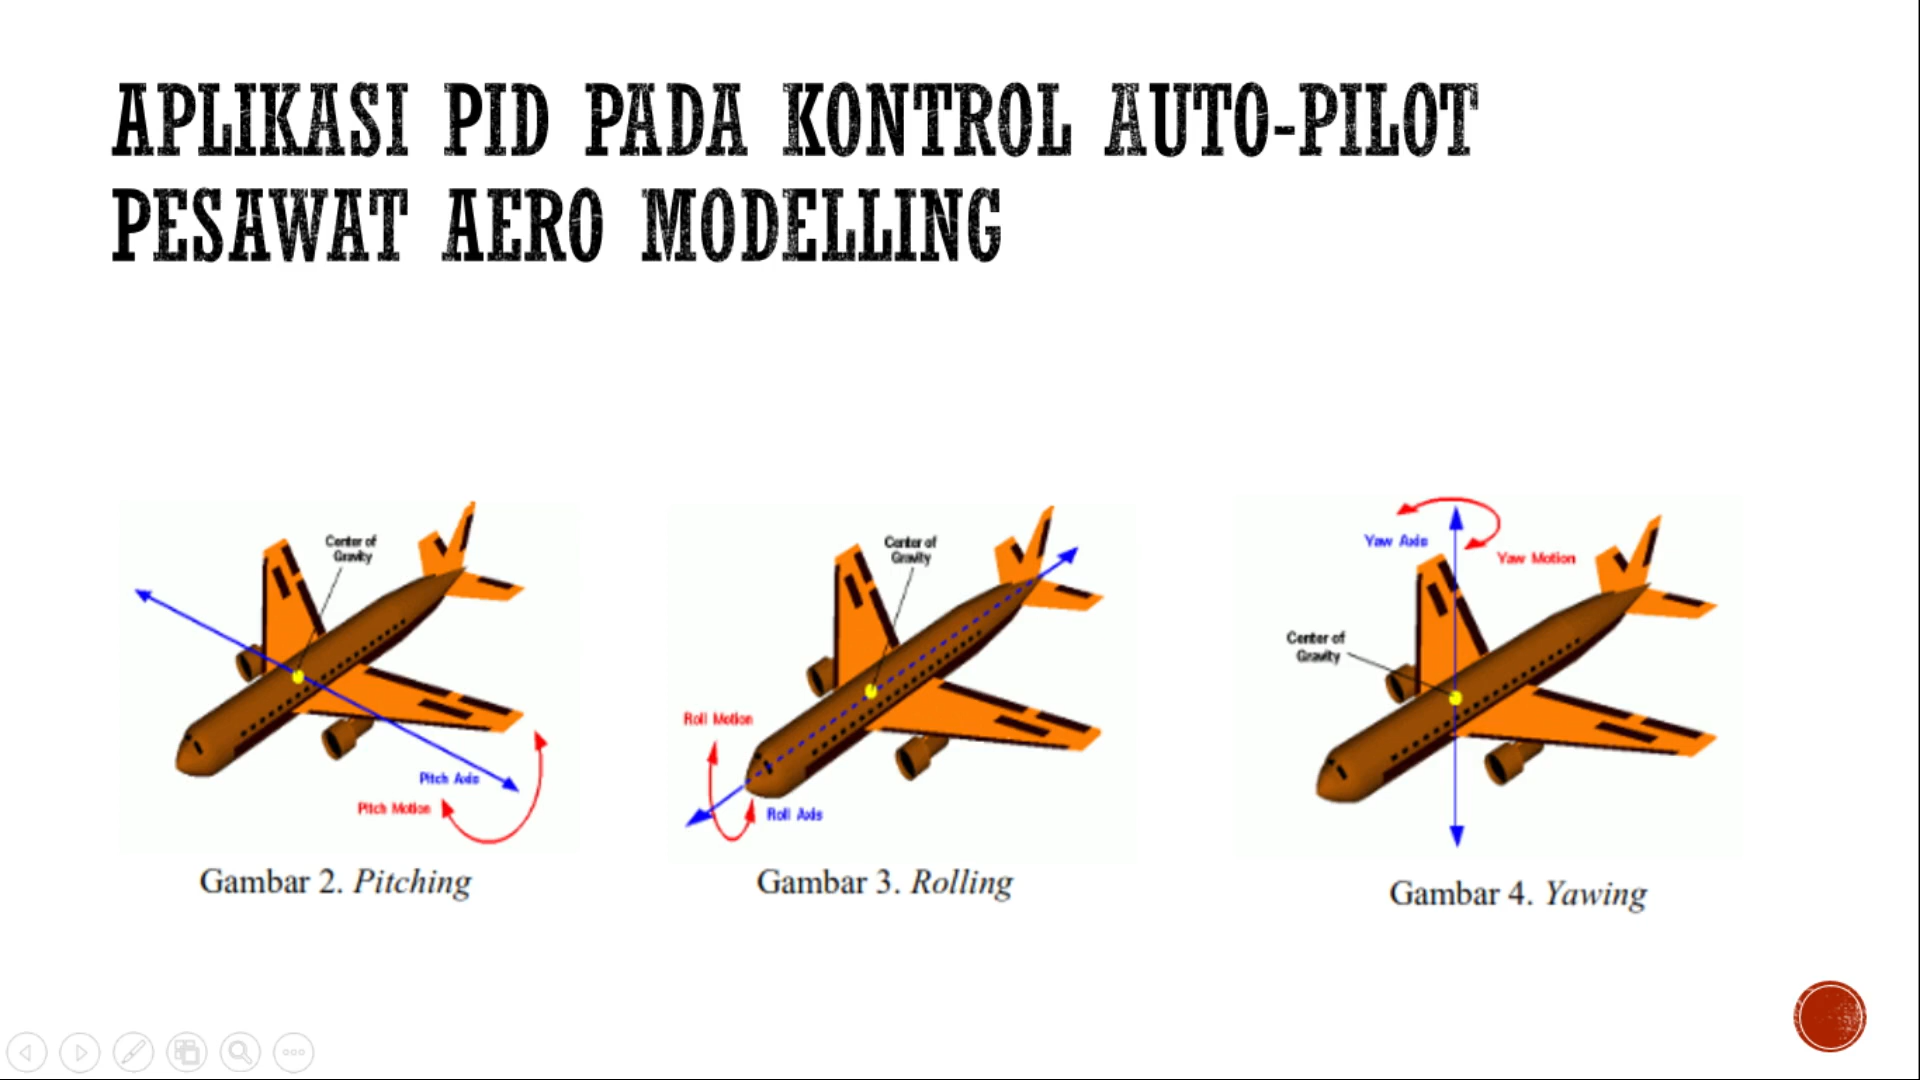 APLIKASI PID PADA KONTROL AUTO-PILOT
PESAWAT AERO MODELLING
Center of
Gravity
Pitch Axis
Pitch Motion
Gambar 2. Pitching
Center of
Gravity
Roll Motion
Roll Axis
Gambar 3. Rolling
Yaw Axis
Yaw Motion
Center of
Gravity
Gambar 4. Yawing